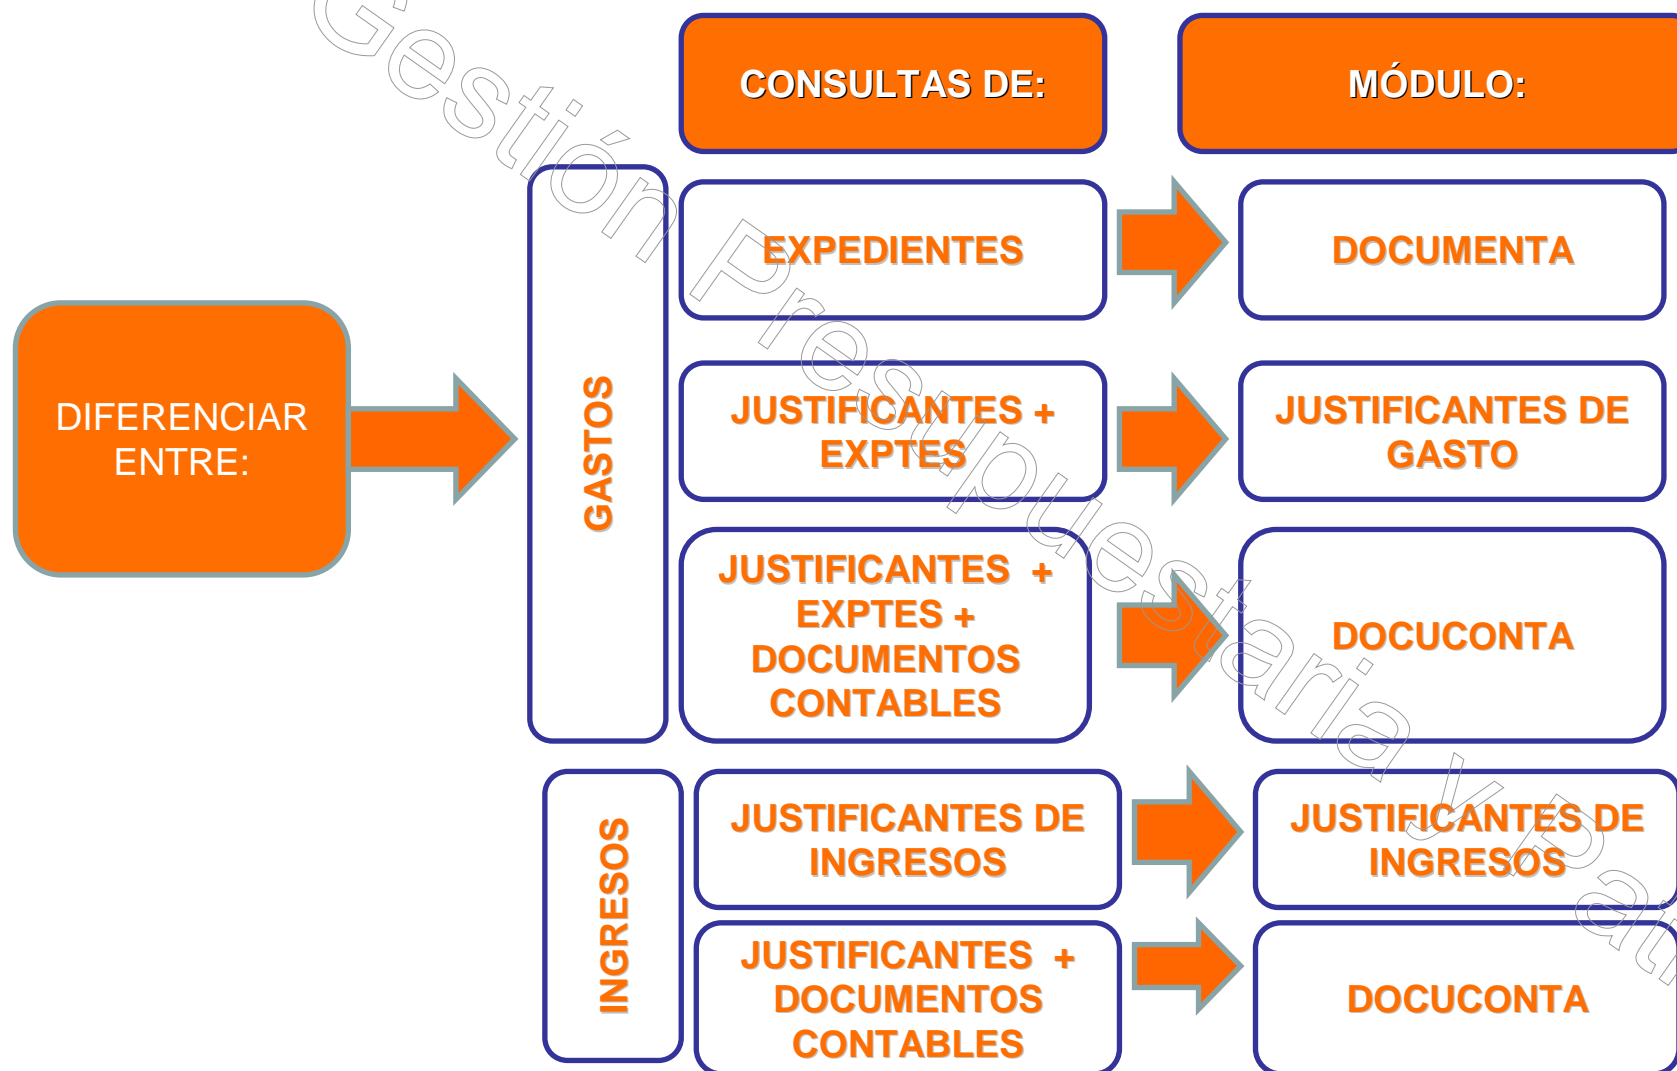 CONSULTAS DE:
MÓDULO:
DIFERENCIAR
ENTRE:
GASTOS
EXPEDIENTES
DOCUMENTA
JUSTIFICANTES +
EXPTES
JUSTIFICANTES DE
GASTO
JUSTIFICANTES +
EXPTES +
DOCUMENTOS
CONTABLES
DOCUCONTA
INGRESOS
JUSTIFICANTES DE
INGRESOS
JUSTIFICANTES DE
INGRESOS
JUSTIFICANTES +
DOCUMENTOS
CONTABLES
DOCUCONTA
Gestión Presupuestaria y